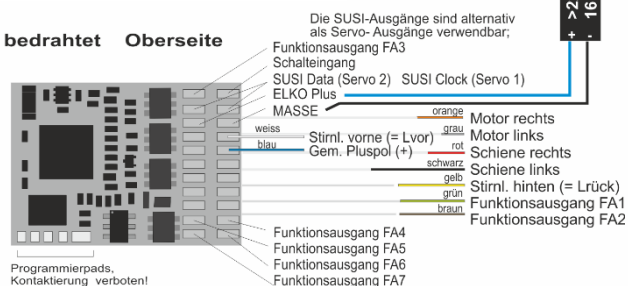 Die SUSI-Ausgänge sind alternativ
als Servo- Ausgänge verwendbar;
bedrahtet Oberseite
Funktionsausgang FA3
Schalteingang
SUSI Data (Servo 2) SUSI Clock (Servo 1)
ELKO Plus
MASSE
+ >2
- 16
orange
Motor rechts
weiss
Stirnl. vorne (= Lvor)
grau
Motor links
blau
Gem. Pluspol (+)
rot
Schiene rechts
schwarz
Schiene links
gelb
Stirnl. hinten (= Lrück)
grün
Funktionsausgang FA1
braun
Funktionsausgang FA2
Funktionsausgang FA4
Funktionsausgang FA5
Funktionsausgang FA6
Funktionsausgang FA7
Programmierpads,
Kontaktierung verboten!